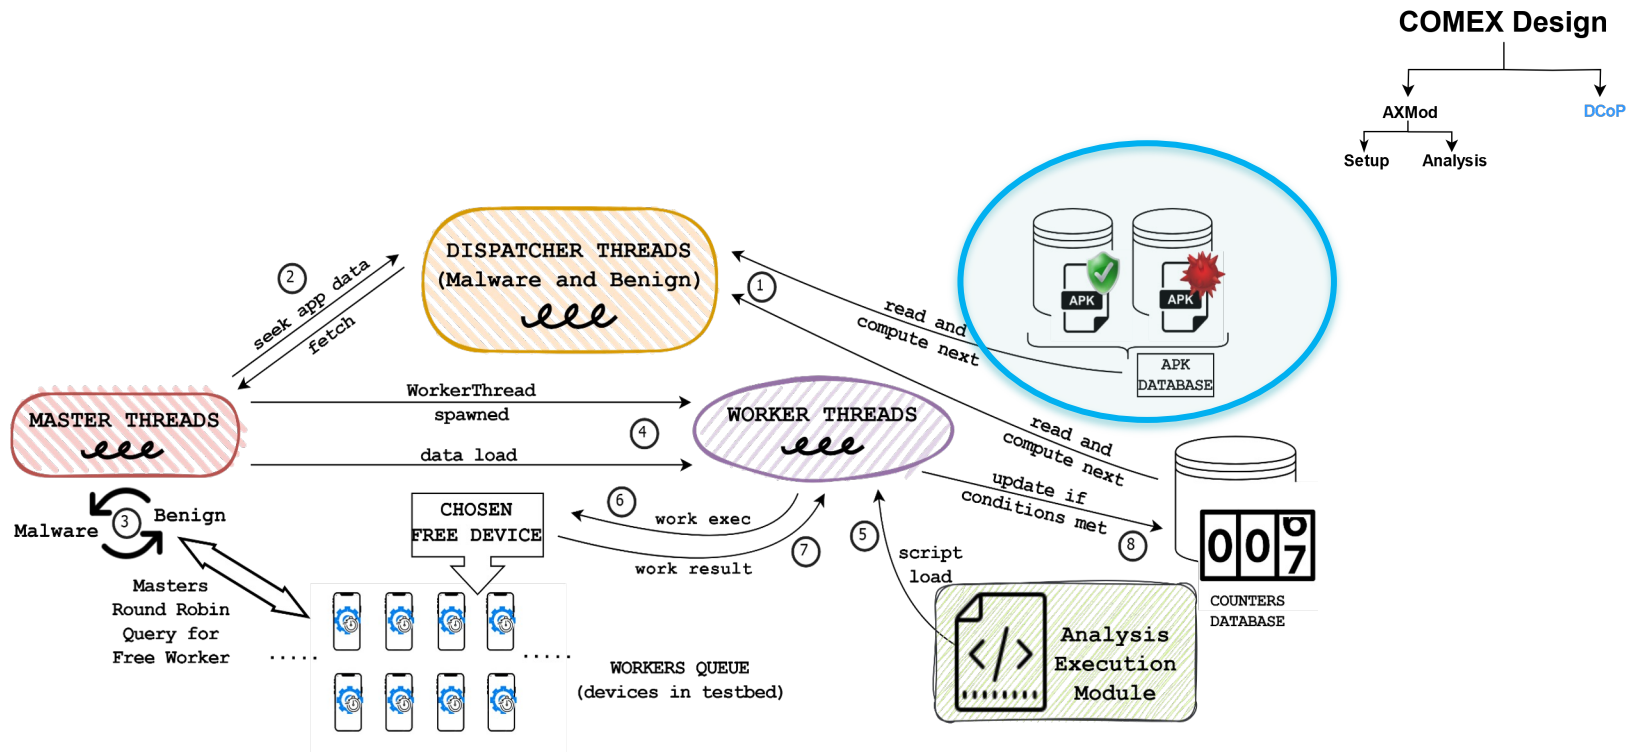 COMEX Design
AXMod
DCoP
Setup
Analysis
DISPATCHER THREADS
(Malware and Benign)
1
2
seek app data
fetch
read and
compute next
APK
APK
APK
DATABASE
MASTER THREADS
WorkerThread
spawned
4
data load
WORKER THREADS
read and
compute next
update if
conditions met
8
3
Malware
Benign
CHOSEN
FREE DEVICE
6
work exec
7
work result
5
script
load
0 0 6
7
COUNTERS
DATABASE
Masters
Round Robin
Query for
Free Worker
.....
.....
WORKERS QUEUE
(devices in testbed)
</>
Analysis
Execution
Module